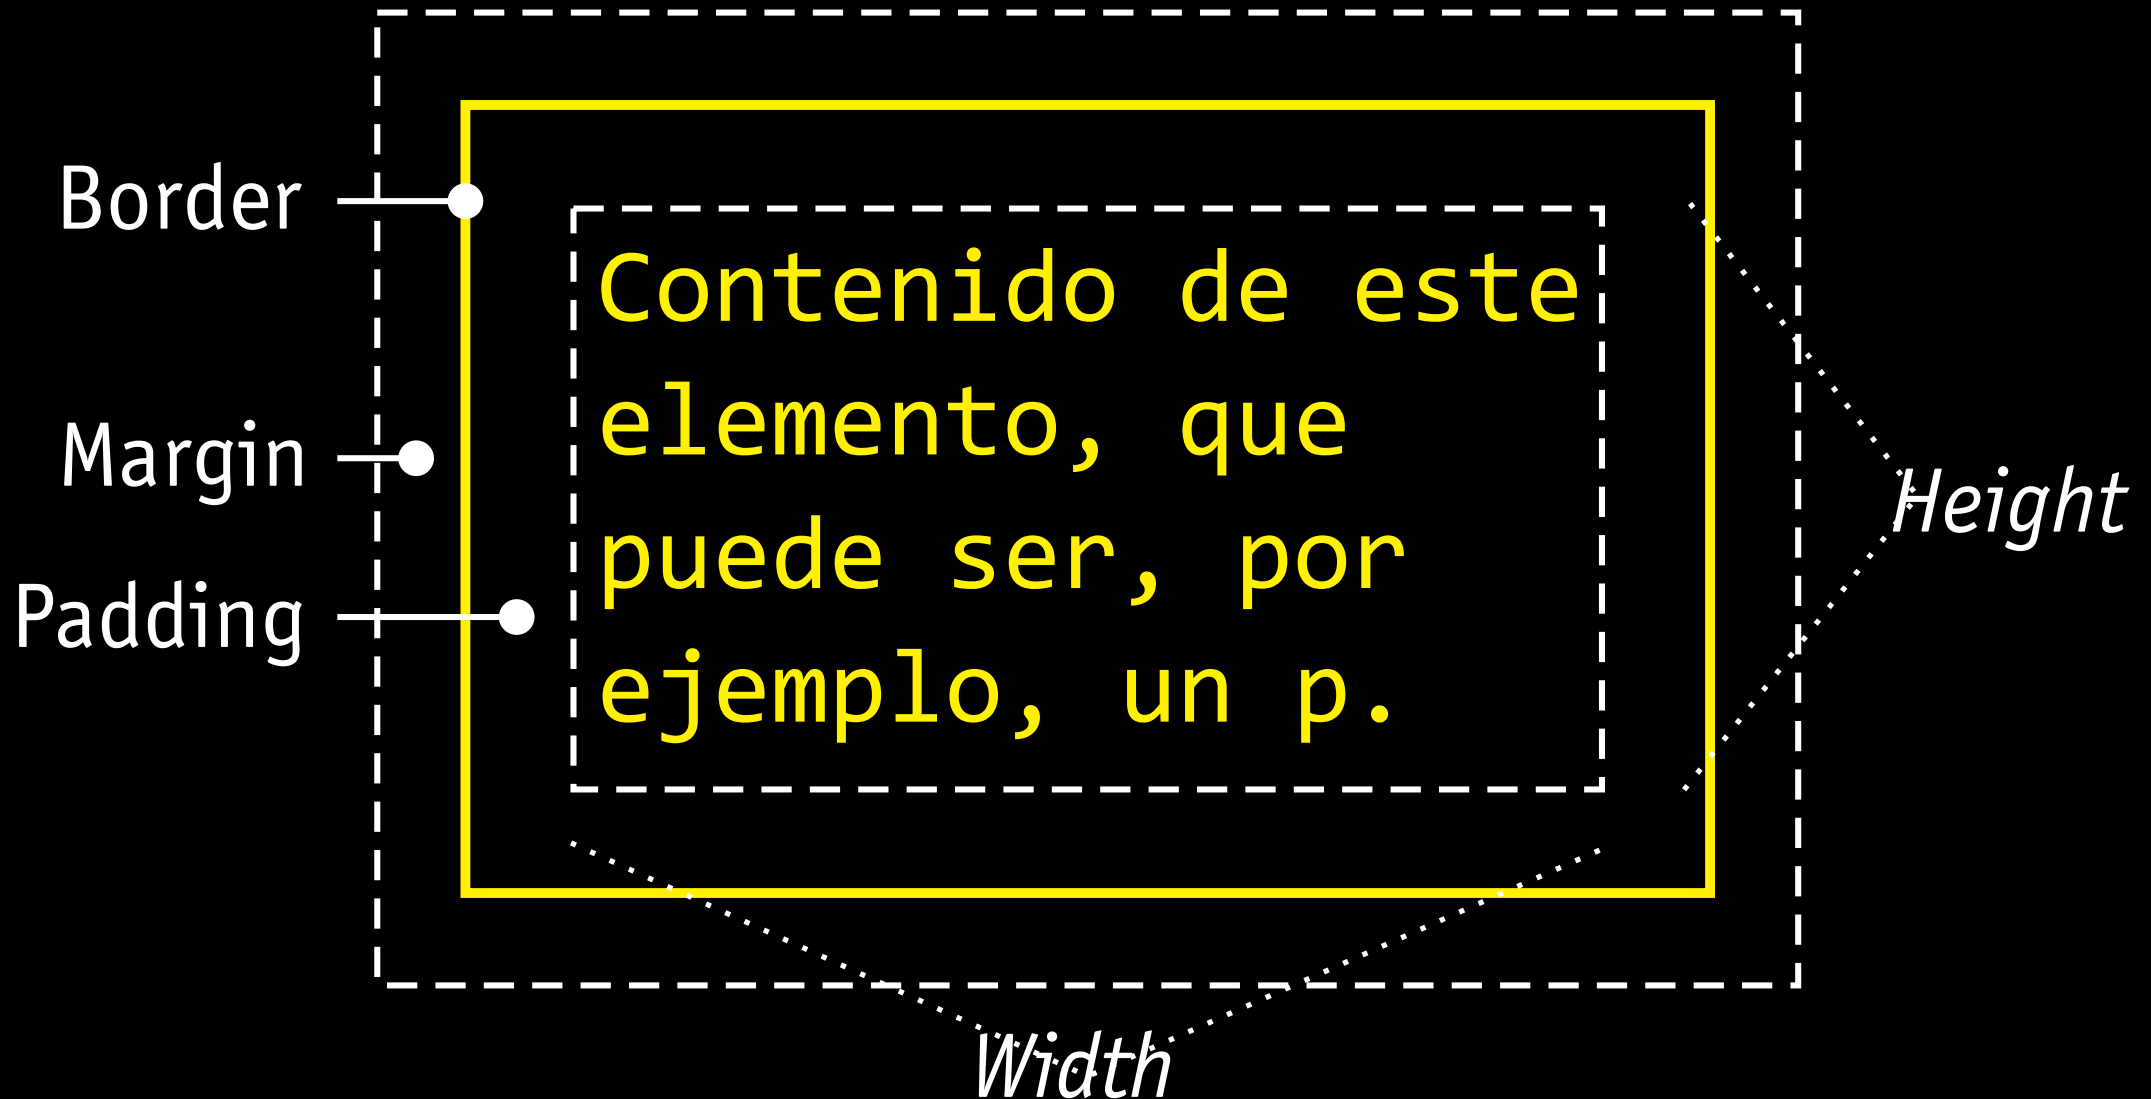 Border
Margin
Padding
Contenido de este
elemento, que
puede ser, por
ejemplo, un p.
Height
Width